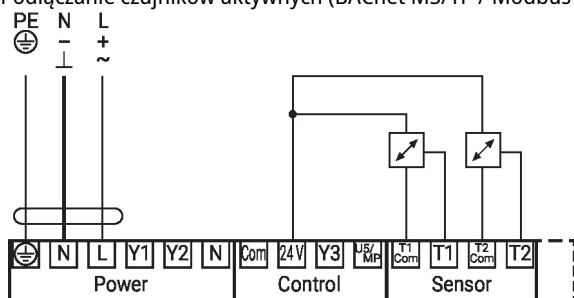 Podłączanie czujników aktywnych (BACnet MS/TP / Modbus
PE N L
– +
⊥ ~
N L Y1 Y2 N Com 24V Y3 U5/MP T1 Com T1 T2 Com T2
Power Control Sensor